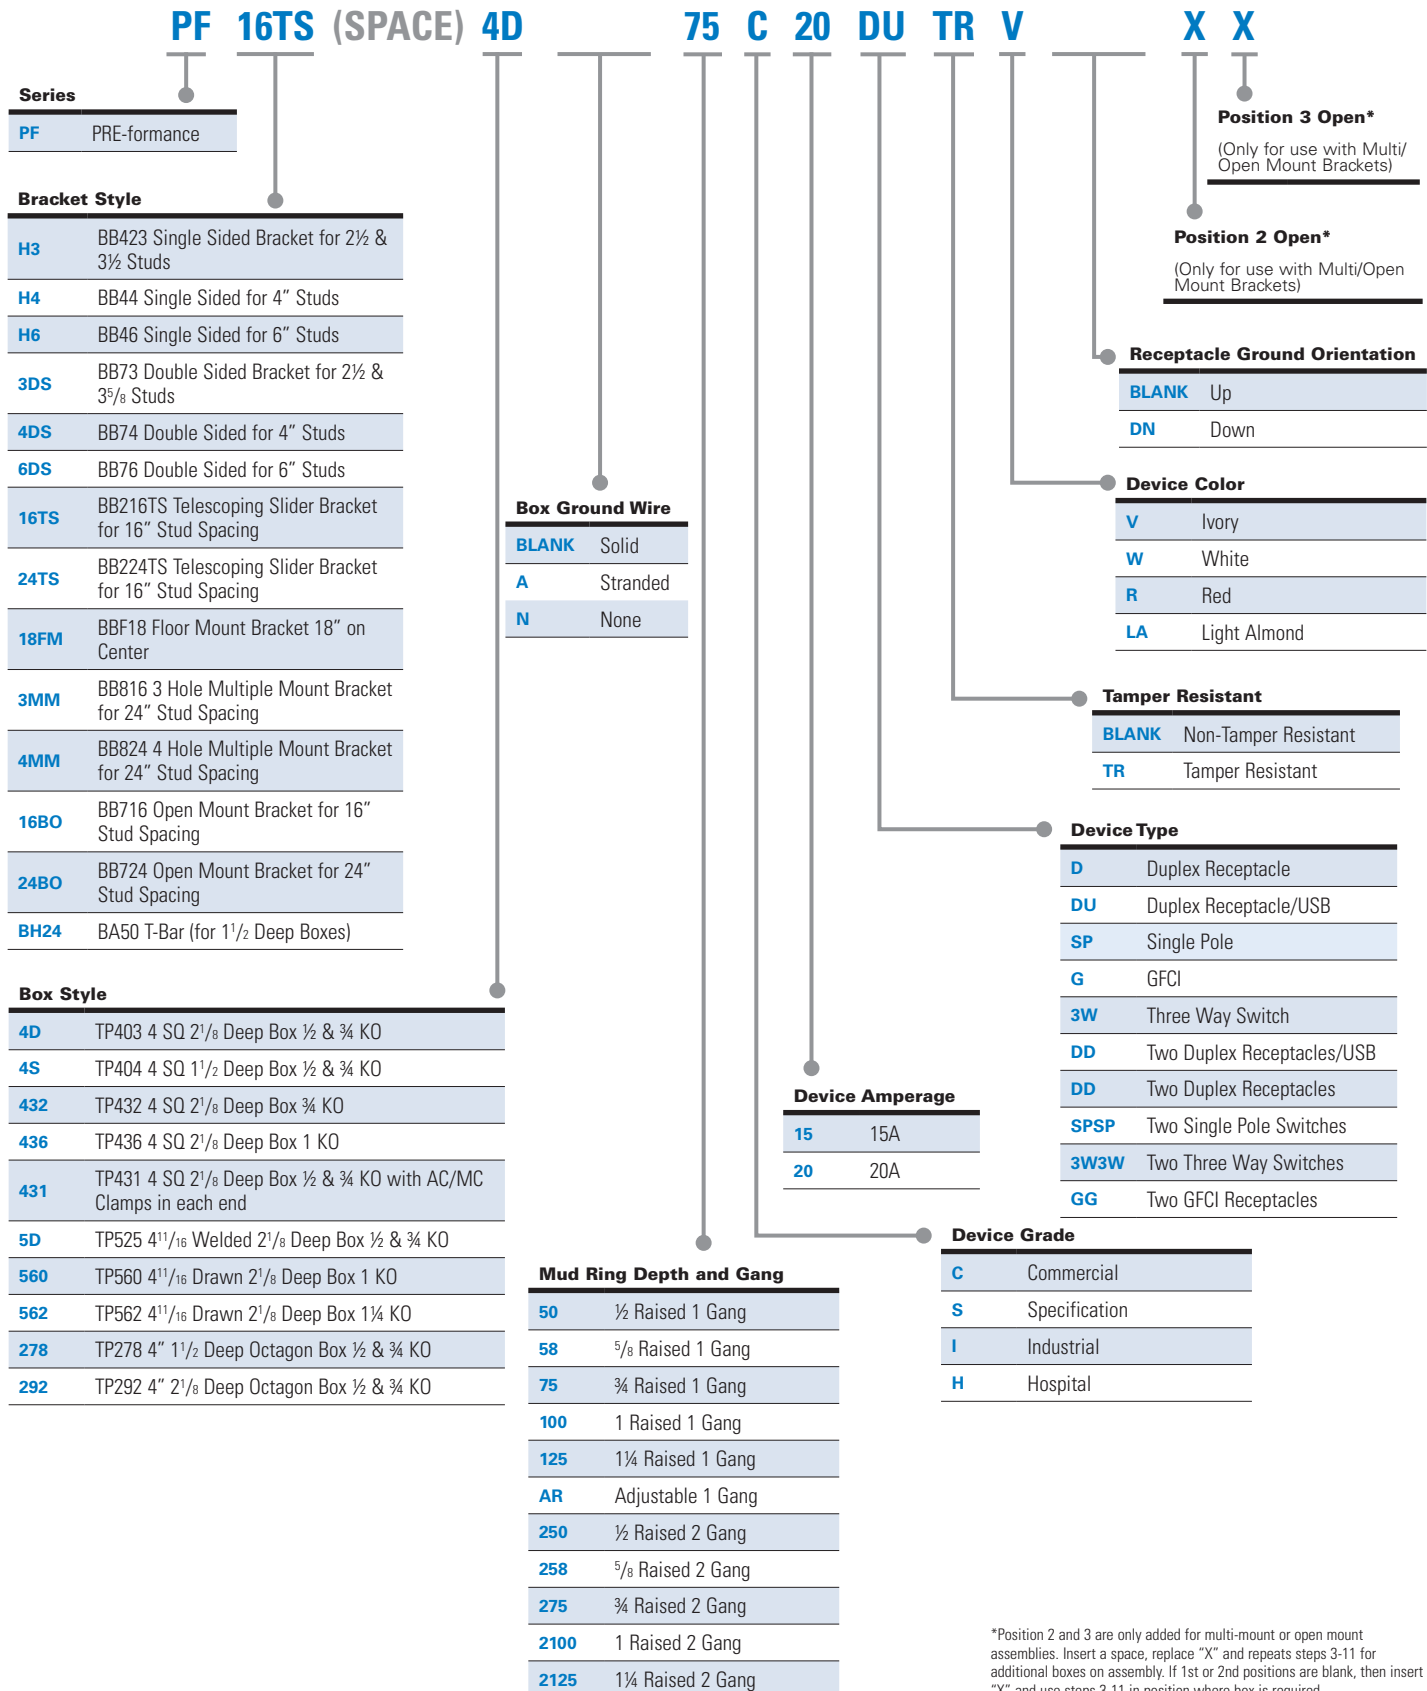 PF 16TS (SPACE) 4D 75 C 20 DU TR V X X
Series
PF PRE-formance
Bracket Style
H3 BB423 Single Sided Bracket for 2½ &
3½ Studs
H4 BB44 Single Sided for 4” Studs
H6 BB46 Single Sided for 6” Studs
3DS BB73 Double Sided Bracket for 2½ &
3⁵/₈ Studs
4DS BB74 Double Sided for 4” Studs
6DS BB76 Double Sided for 6” Studs
16TS BB216TS Telescoping Slider Bracket
for 16” Stud Spacing
24TS BB224TS Telescoping Slider Bracket
for 16” Stud Spacing
18FM BBF18 Floor Mount Bracket 18” on
Center
3MM BB816 3 Hole Multiple Mount Bracket
for 24” Stud Spacing
4MM BB824 4 Hole Multiple Mount Bracket
for 24” Stud Spacing
16BO BB716 Open Mount Bracket for 16”
Stud Spacing
24BO BB724 Open Mount Bracket for 24”
Stud Spacing
BH24 BA50 T-Bar (for 1¹/₂ Deep Boxes)
Box Style
4D TP403 4 SQ 2¹/₈ Deep Box ½ & ¾ KO
4S TP404 4 SQ 1¹/₂ Deep Box ½ & ¾ KO
432 TP432 4 SQ 2¹/₈ Deep Box ¾ KO
436 TP436 4 SQ 2¹/₈ Deep Box 1 KO
431 TP431 4 SQ 2¹/₈ Deep Box ½ & ¾ KO with AC/MC
Clamps in each end
5D TP525 4¹¹/₁₆ Welded 2¹/₈ Deep Box ½ & ¾ KO
560 TP560 4¹¹/₁₆ Drawn 2¹/₈ Deep Box 1 KO
562 TP562 4¹¹/₁₆ Drawn 2¹/₈ Deep Box 1¼ KO
278 TP278 4” 1¹/₂ Deep Octagon Box ½ & ¾ KO
292 TP292 4” 2¹/₈ Deep Octagon Box ½ & ¾ KO
Box Ground Wire
BLANK Solid
A Stranded
N None
Mud Ring Depth and Gang
50 ½ Raised 1 Gang
58 ⁵/₈ Raised 1 Gang
75 ¾ Raised 1 Gang
100 1 Raised 1 Gang
125 1¼ Raised 1 Gang
AR Adjustable 1 Gang
250 ½ Raised 2 Gang
258 ⁵/₈ Raised 2 Gang
275 ¾ Raised 2 Gang
2100 1 Raised 2 Gang
2125 1¼ Raised 2 Gang
Device Grade
C Commercial
S Specification
I Industrial
H Hospital
Device Amperage
15 15A
20 20A
Device Type
D Duplex Receptacle
DU Duplex Receptacle/USB
SP Single Pole
G GFCI
3W Three Way Switch
DD Two Duplex Receptacles/USB
DD Two Duplex Receptacles
SPSP Two Single Pole Switches
3W3W Two Three Way Switches
GG Two GFCI Receptacles
Tamper Resistant
BLANK Non-Tamper Resistant
TR Tamper Resistant
Device Color
V Ivory
W White
R Red
LA Light Almond
Receptacle Ground Orientation
BLANK Up
DN Down
Position 2 Open*
(Only for use with Multi/Open
Mount Brackets)
Position 3 Open*
(Only for use with Multi/
Open Mount Brackets)
*Position 2 and 3 are only added for multi-mount or open mount
assemblies. Insert a space, replace “X” and repeats steps 3-11 for
additional boxes on assembly. If 1st or 2nd positions are blank, then insert
“X” and use steps 3-11 in position where box is required